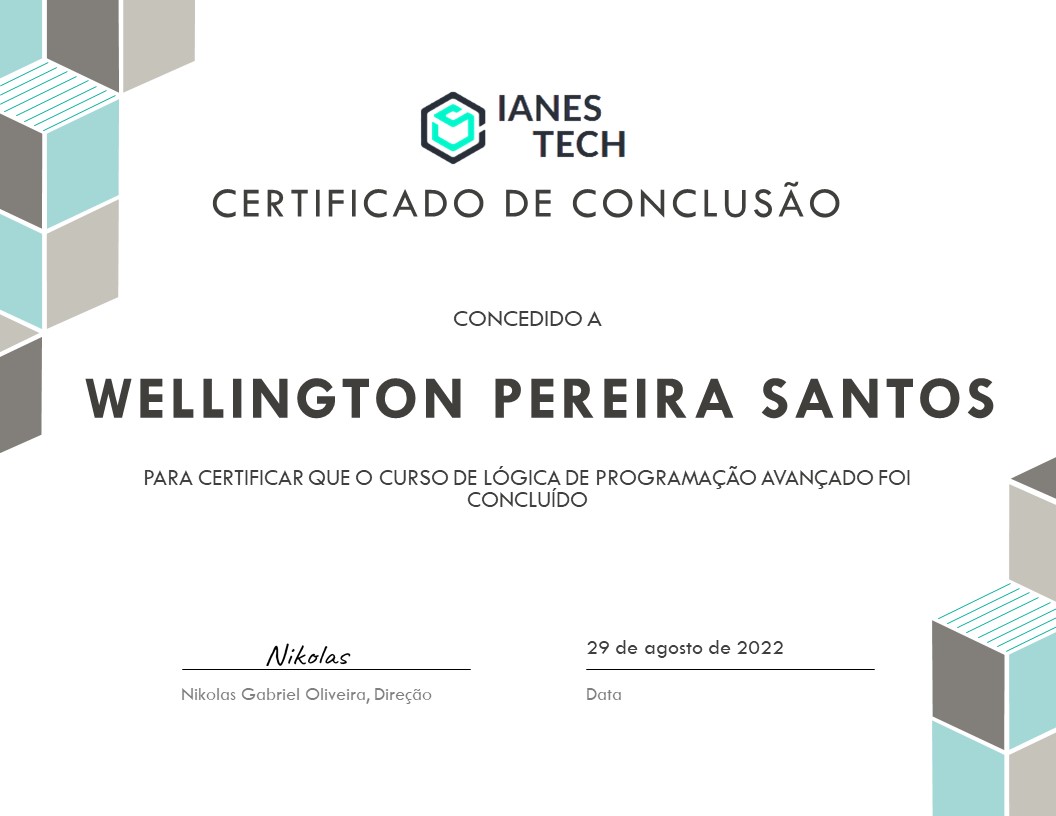 IANES
TECH
CERTIFICADO DE CONCLUSÃO
CONCEDIDO A
WELLINGTON PEREIRA SANTOS
PARA CERTIFICAR QUE O CURSO DE LÓGICA DE PROGRAMAÇÃO AVANÇADO FOI
CONCLUÍDO
Nikolas
29 de agosto de 2022
Nikolas Gabriel Oliveira, Direção
Data